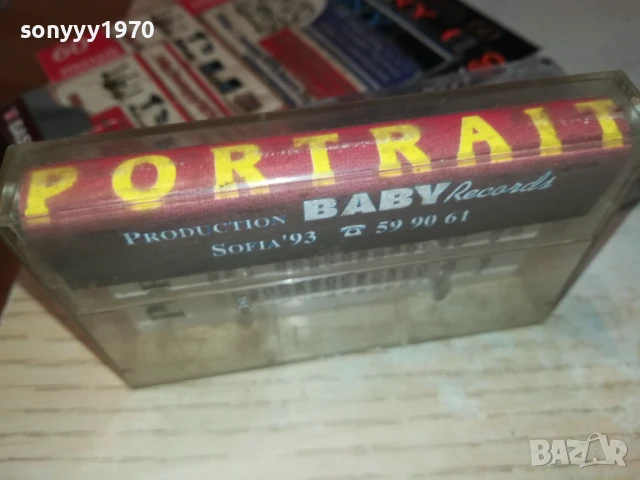 sonyyy1970
PORTRAIT
PRODUCTION BABY Records
SOFIA'93 ☎ 59 90 61
BAZAR